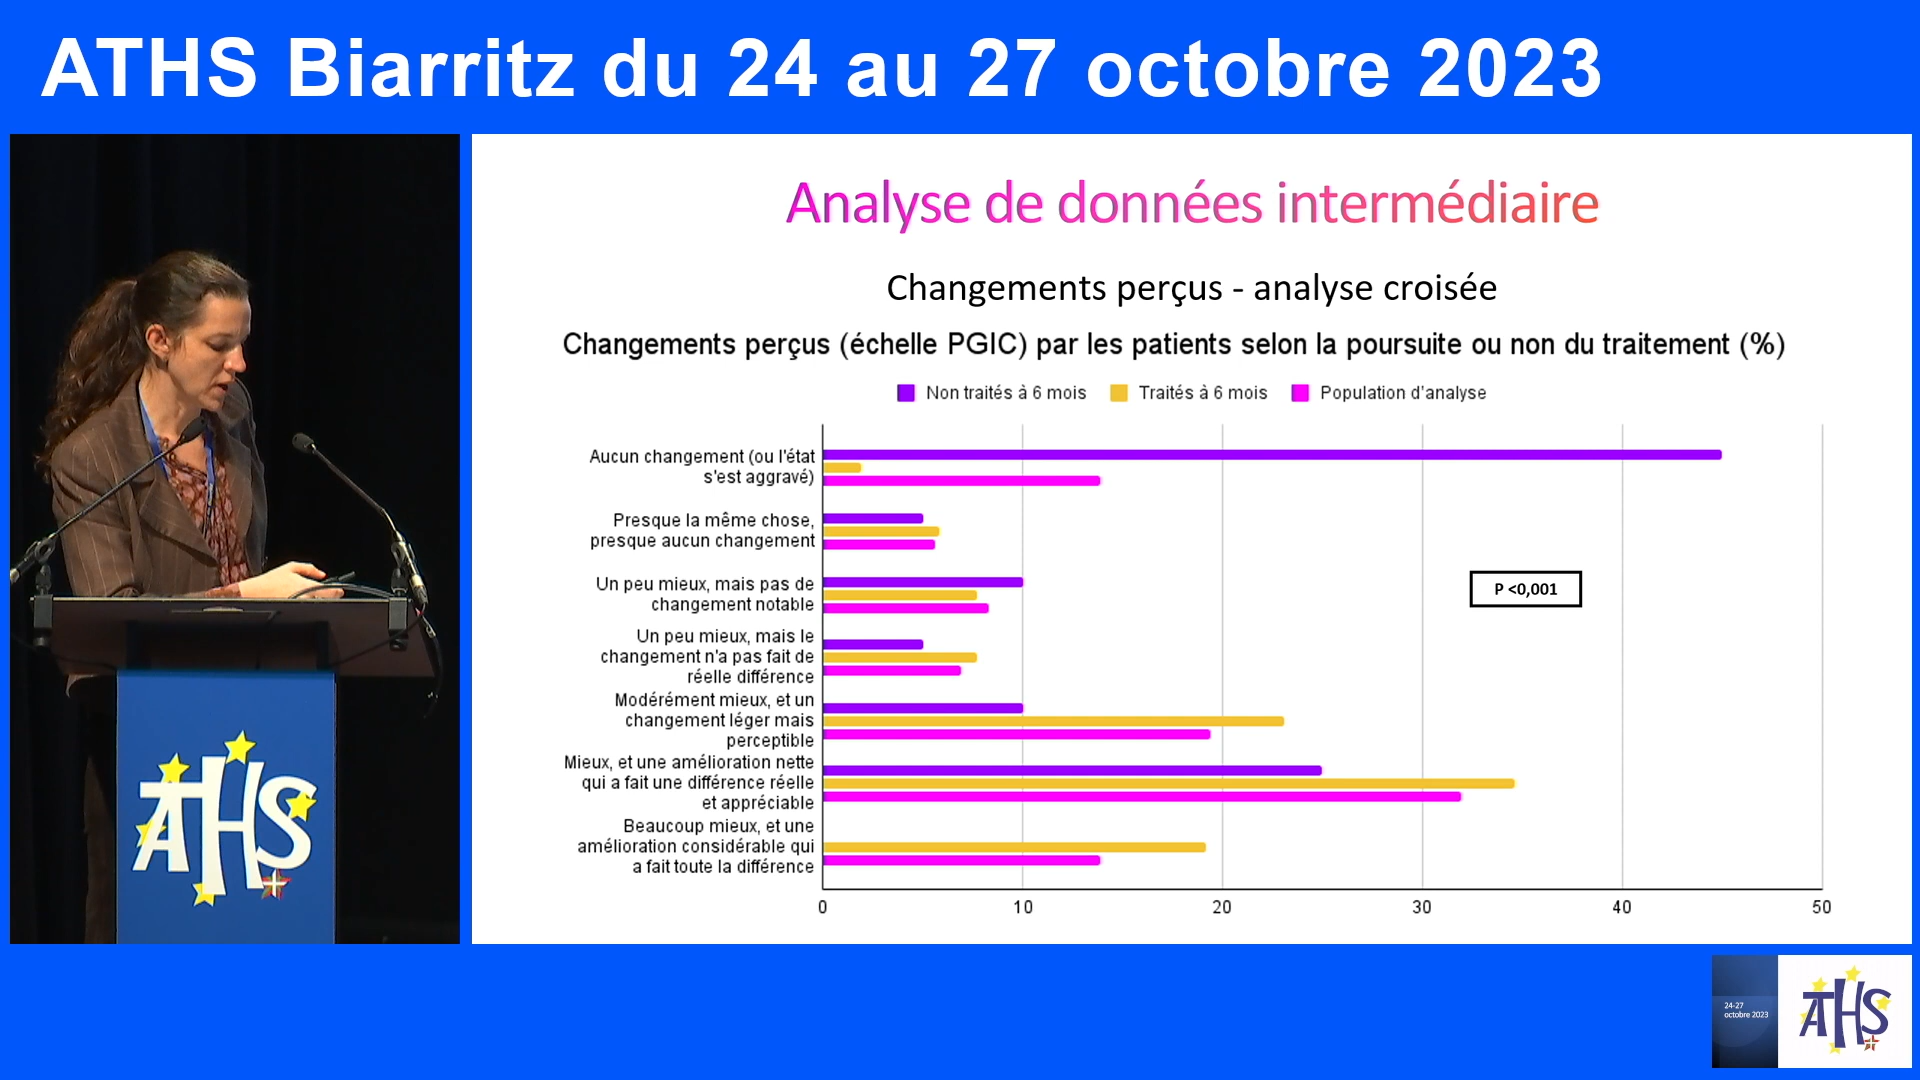 ATHS Biarritz du 24 au 27 octobre 2023
Analyse de données intermédiaire
Changements perçus - analyse croisée
Changements perçus (échelle PGIC) par les patients selon la poursuite ou non du traitement (%)
Non traités à 6 mois
Traités à 6 mois
Population d'analyse
Aucun changement (ou l'état
s'est aggravé)
Presque la même chose,
presque aucun changement
Un peu mieux, mais pas de
changement notable
P <0,001
Un peu mieux, mais le
changement n'a pas fait de
réelle différence
Modérément mieux, et un
changement léger mais
perceptible
Mieux, et une amélioration nette
qui a fait une différence réelle
et appréciable
Beaucoup mieux, et une
amélioration considérable qui
a fait toute la différence
0 10 20 30 40 50
ATHS
24-27
octobre 2023
ATHS